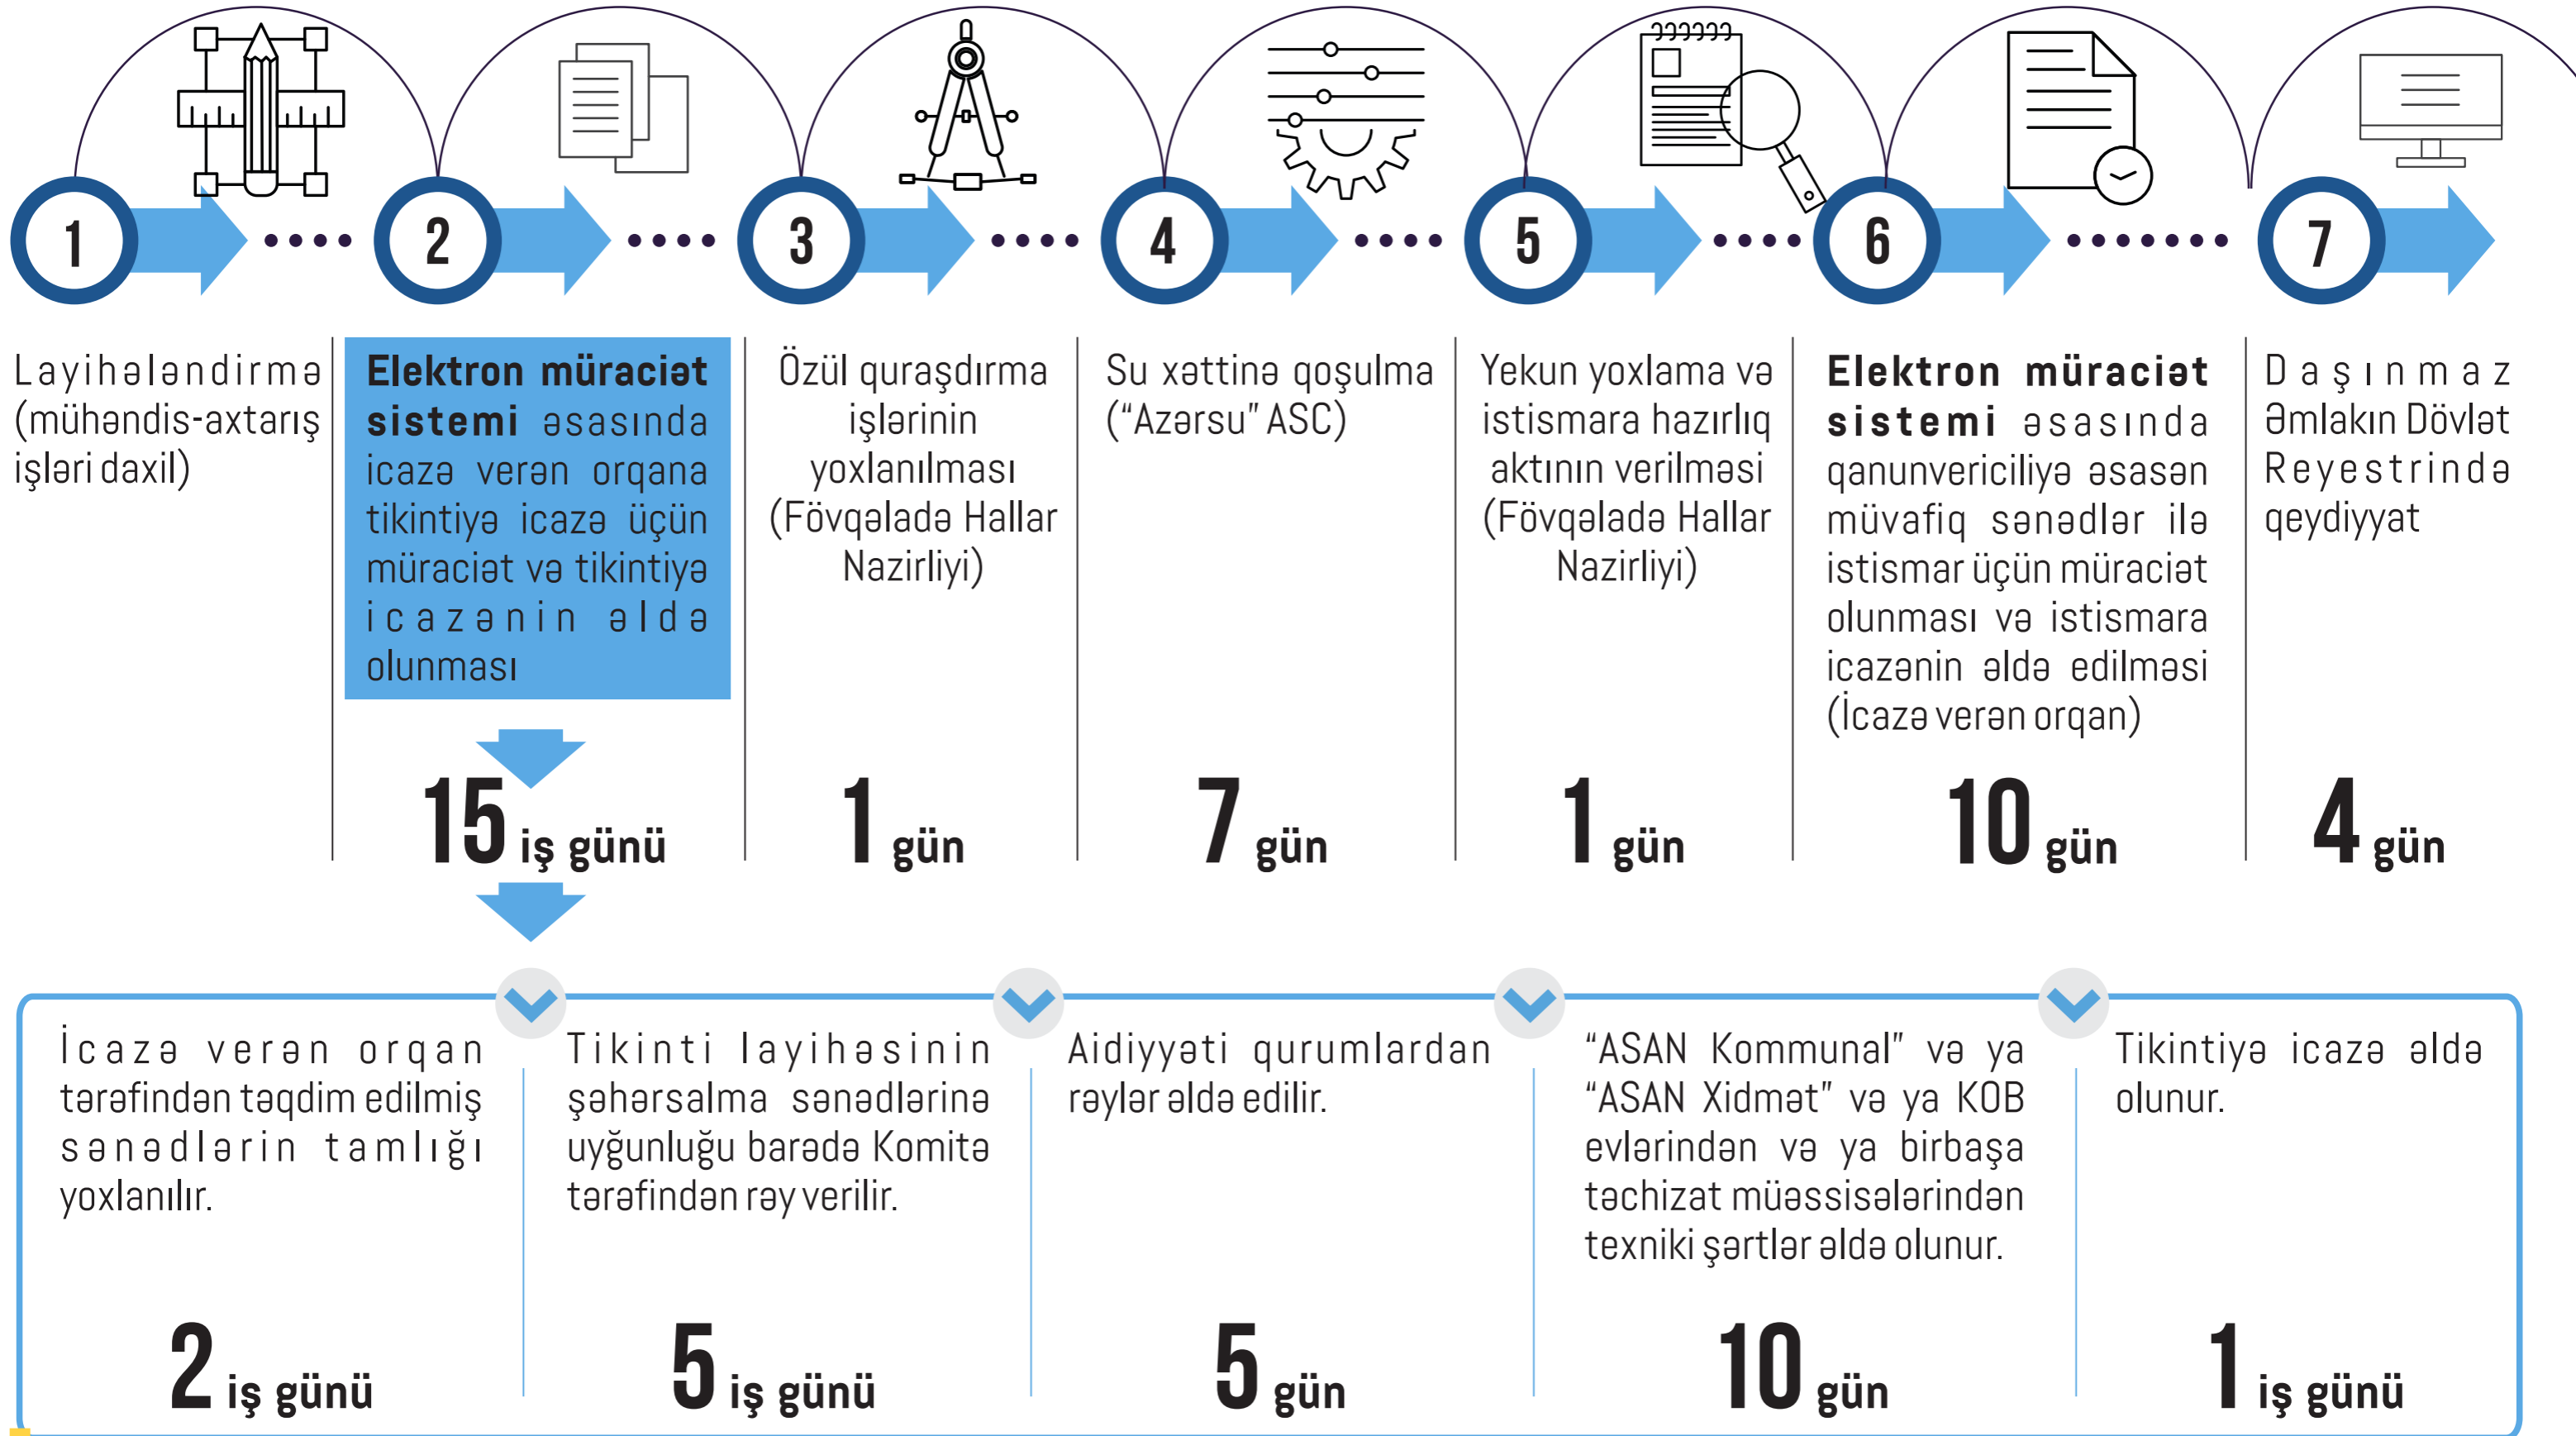 1
2
3
4
5
6
7
Layihələndirmə
(mühəndis-axtarış
işləri daxil)
Elektron müraciət
sistemi əsasında
icazə verən orqana
tikintiyə icazə üçün
müraciət və tikintiyə
icazənin əldə
olunması
15 iş günü
Özül quraşdırma
işlərinin
yoxlanılması
(Fövqəladə Hallar
Nazirliyi)
1 gün
Su xəttinə qoşulma
(“Azərsu” ASC)
7 gün
Yekun yoxlama və
istismara hazırlıq
aktının verilməsi
(Fövqəladə Hallar
Nazirliyi)
1 gün
Elektron müraciət
sistemi əsasında
qanunvericiliyə əsasən
müvafiq sənədlər ilə
istismar üçün müraciət
olunması və istismara
icazənin əldə edilməsi
(İcazə verən orqan)
10 gün
Daşınmaz
Əmlakın Dövlət
Reyestrində
qeydiyyat
4 gün
İcazə verən orqan
tərəfindən təqdim edilmiş
sənədlərin tamlığı
yoxlanılır.
2 iş günü
Tikinti layihəsinin
şəhərsalma sənədlərinə
uyğunluğu barədə Komitə
tərəfindən rəy verilir.
5 iş günü
Aidiyyəti qurumlardan
rəylər əldə edilir.
5 gün
“ASAN Kommunal” və ya
“ASAN Xidmət” və ya KOB
evlərindən və ya birbaşa
təchizat müəssisələrindən
texniki şərtlər əldə olunur.
10 gün
Tikintiyə icazə əldə
olunur.
1 iş günü